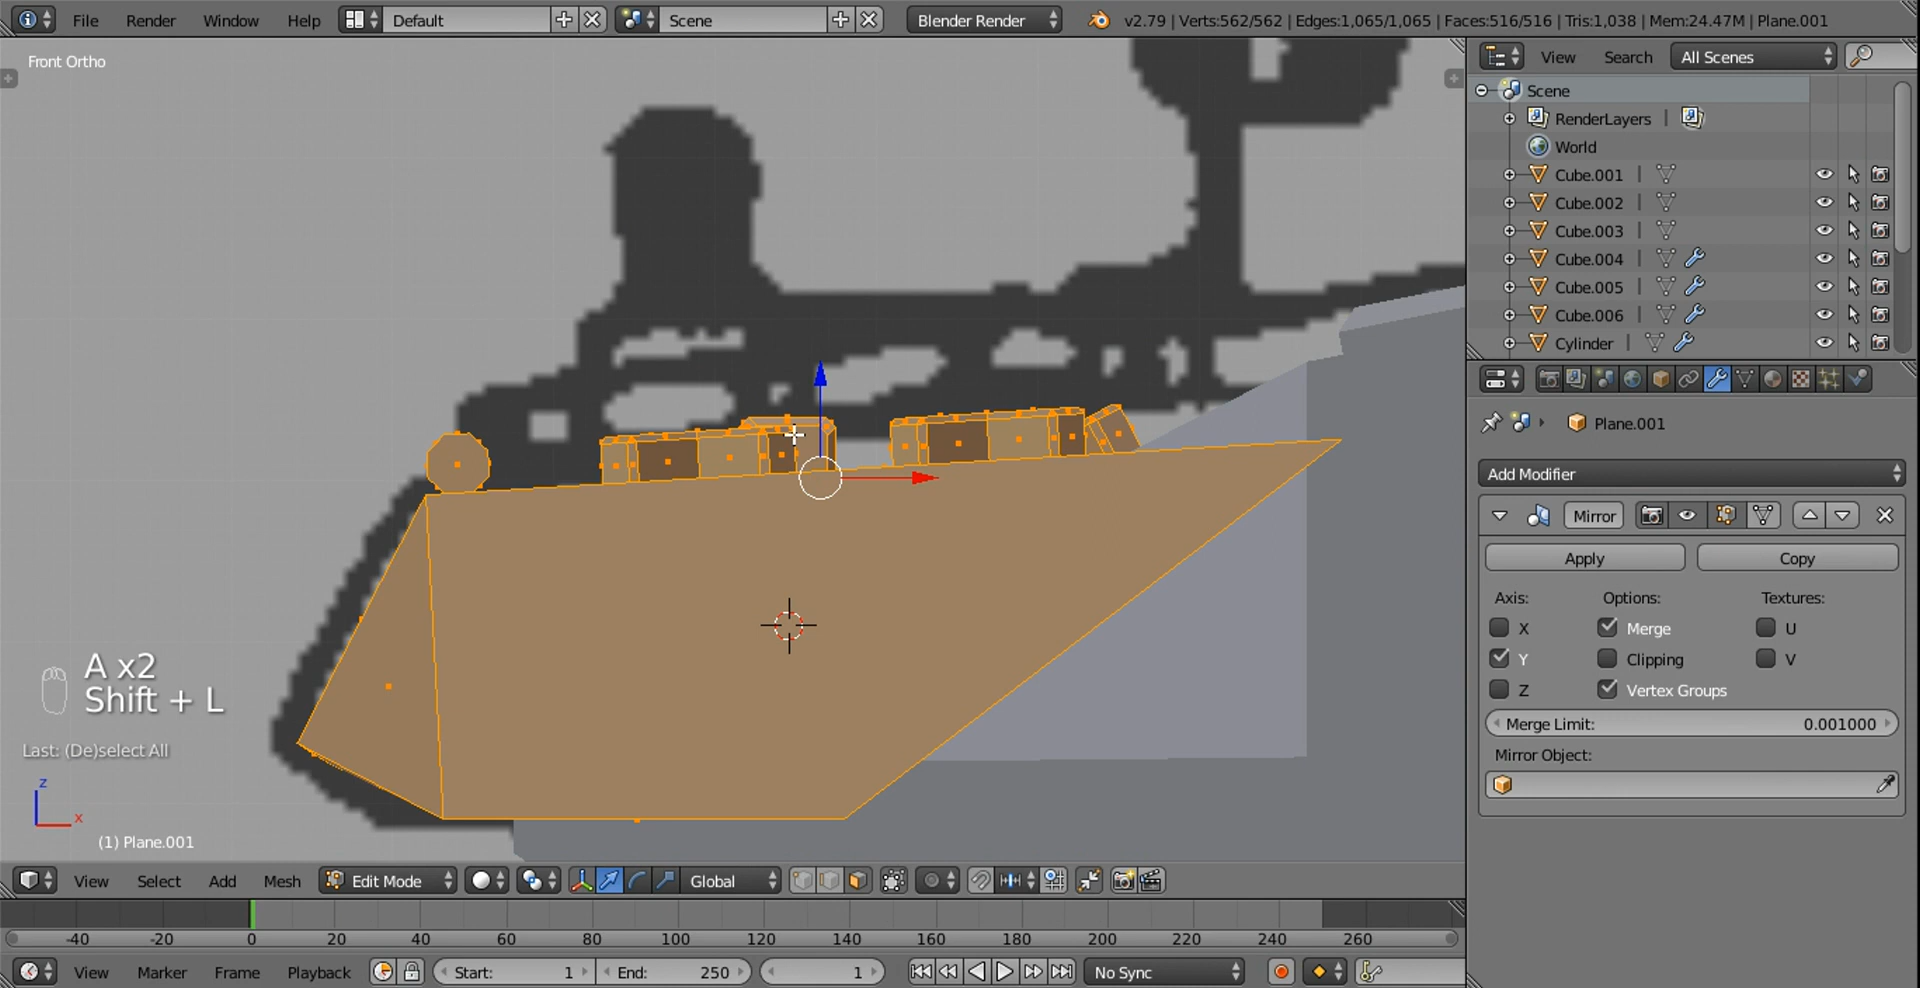 File Render Window Help Default Scene Blender Render v2.79 | Verts:562/562 | Edges:1,065/1,065 | Faces:516/516 | Tris:1,038 | Mem:24.47M | Plane.001
Front Ortho
View Search All Scenes
Scene
RenderLayers |
World
Cube.001 |
Cube.002 |
Cube.003 |
Cube.004 |
Cube.005 |
Cube.006 |
Cylinder |
Plane.001
Add Modifier
Mirror
Apply Copy
Axis: Options: Textures:
X Merge U
Y Clipping V
Z Vertex Groups
Merge Limit: 0.001000
Mirror Object:
A x2
Shift + L
Last: (De)select All
z
x
(1) Plane.001
View Select Add Mesh Edit Mode Global
-40 -20 0 20 40 60 80 100 120 140 160 180 200 220 240 260
View Marker Frame Playback Start: 1 End: 250 1 No Sync